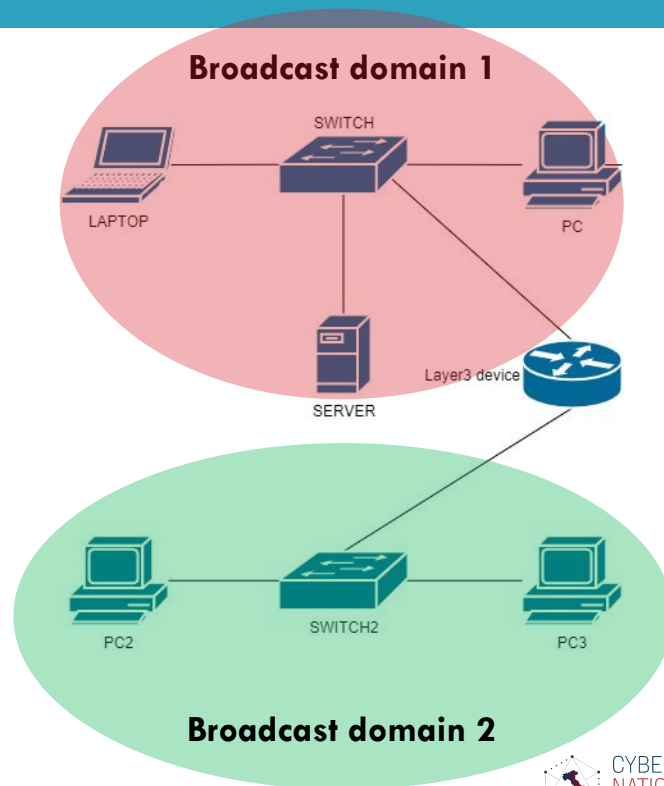 Broadcast domain 1
SWITCH
LAPTOP
PC
Layer3 device
SERVER
PC2
SWITCH2
PC3
Broadcast domain 2